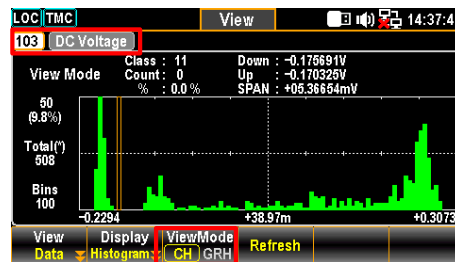 LOC TMC View 14:37:4
103 DC Voltage
Class : 11 Down : -0.175691V
View Mode Count: 0 Up : -0.170325V
% : 0.0 % SPAN : +05.36654mV
50
(9.8%)
Total(*)
508
Bins
100
-0.2294 +38.97m +0.3073
View Display ViewMode
Data Histogram CH GRH Refresh